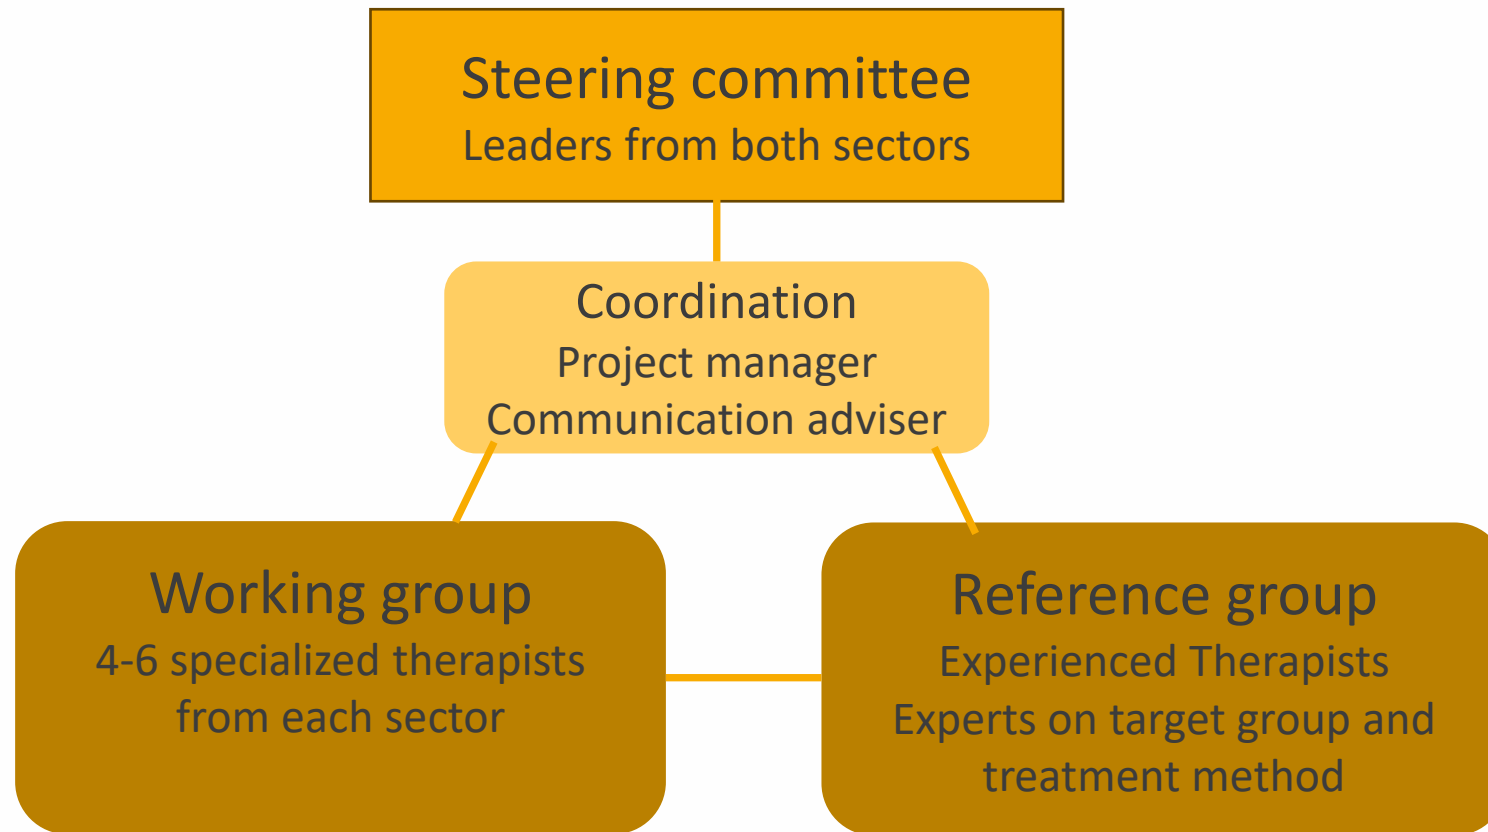 Steering committee
Leaders from both sectors
Coordination
Project manager
Communication adviser
Working group
4-6 specialized therapists
from each sector
Reference group
Experienced Therapists
Experts on target group and
treatment method